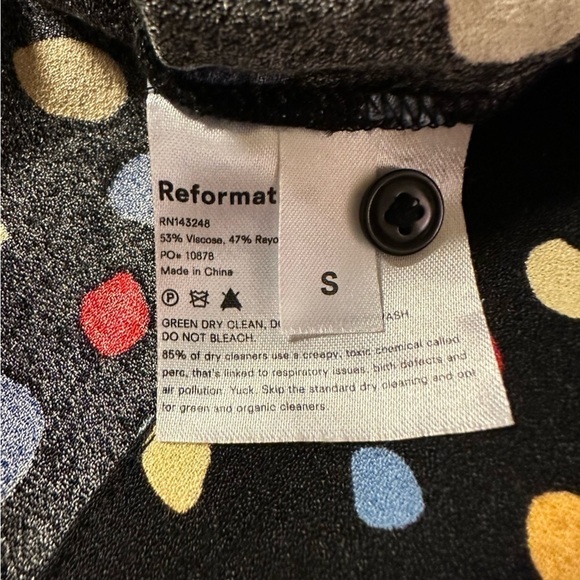 Reformat
RN143248
53% Viscose, 47% Rayo
PO# 10878
Made in China
P
S
GREEN DRY CLEAN, DO ASH
DO NOT BLEACH.
85% of dry cleaners use a creepy, toxic chemical called
perc, that's linked to respiratory issues, birth defects and
air pollution. Yuck. Skip the standard dry cleaning and opt
for green and organic cleaners.